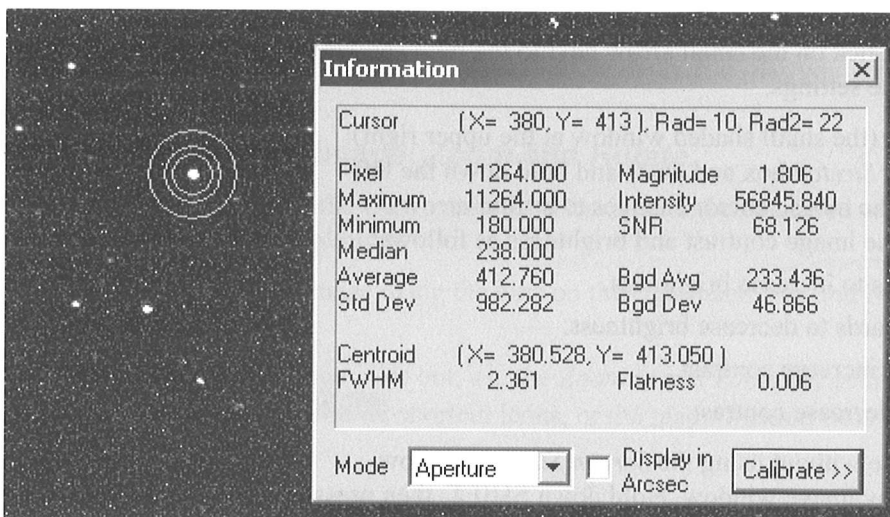 Information
Cursor ( X= 380, Y= 413 ), Rad= 10, Rad2= 22
Pixel 11264.000 Magnitude 1.806
Maximum 11264.000 Intensity 56845.840
Minimum 180.000 SNR 68.126
Median 238.000
Average 412.760 Bgd Avg 233.436
Std Dev 982.282 Bgd Dev 46.866
Centroid ( X= 380.528, Y= 413.050 )
FWHM 2.361 Flatness 0.006
Mode Aperture Display in Arcsec Calibrate >>